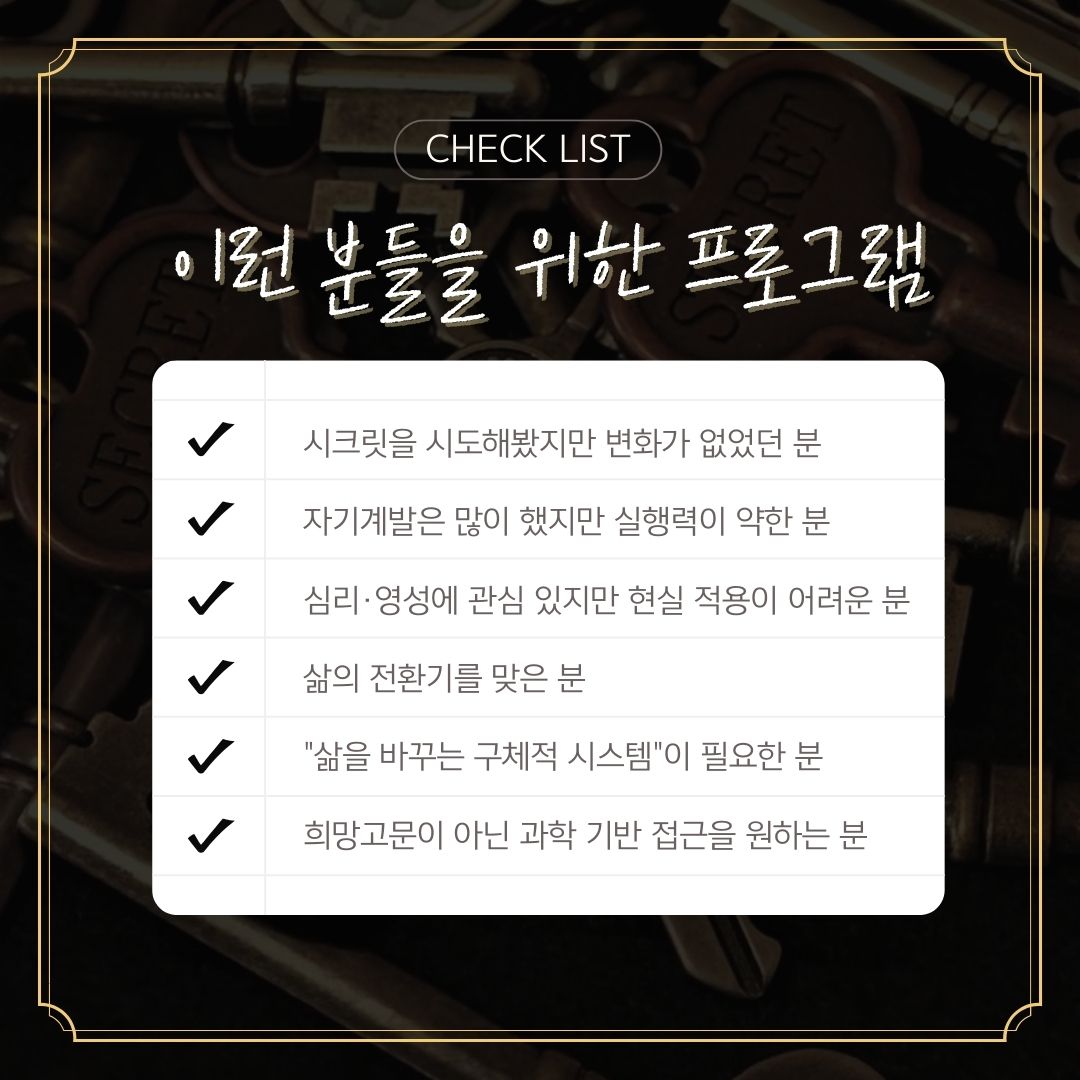 CHECK LIST
이런 분들을 위한 프로그램
시크릿을 시도해봤지만 변화가 없었던 분
자기계발은 많이 했지만 실행력이 약한 분
심리·영성에 관심 있지만 현실 적용이 어려운 분
삶의 전환기를 맞은 분
"삶을 바꾸는 구체적 시스템"이 필요한 분
희망고문이 아닌 과학 기반 접근을 원하는 분
SECRET
SECRET